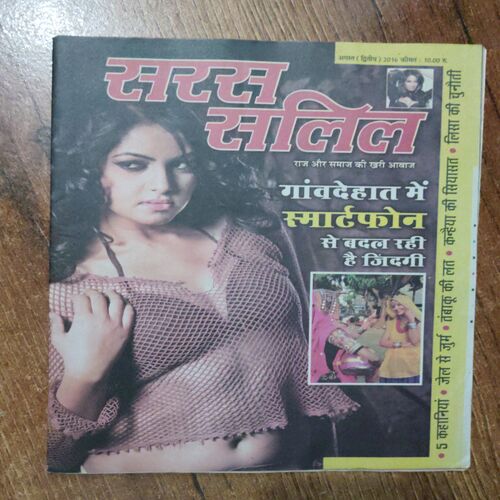 अगस्त ( द्वितीय ) 2016 कीमत : 10.00 रु.
सरस
सलिल
राज और समाज की खरी आवाज
गांवदेहात में
स्मार्टफोन
से बदल रही
है जिंदगी
• 5 कहानियां • जेल से जुर्म • तंबाकू की लत • कन्हैया की सियासत • लिसा की चुनौती